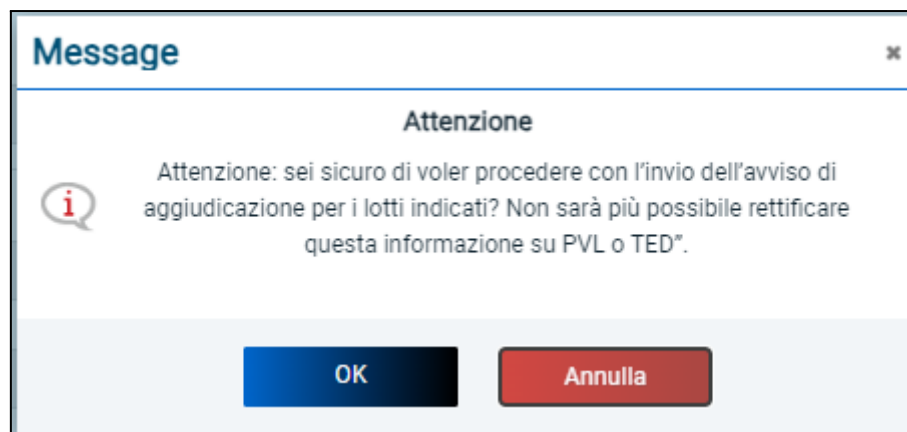 Message
Attenzione
Attenzione: sei sicuro di voler procedere con l'invio dell'avviso di
aggiudicazione per i lotti indicati? Non sarà più possibile rettificare
questa informazione su PVL o TED”.
OK
Annulla